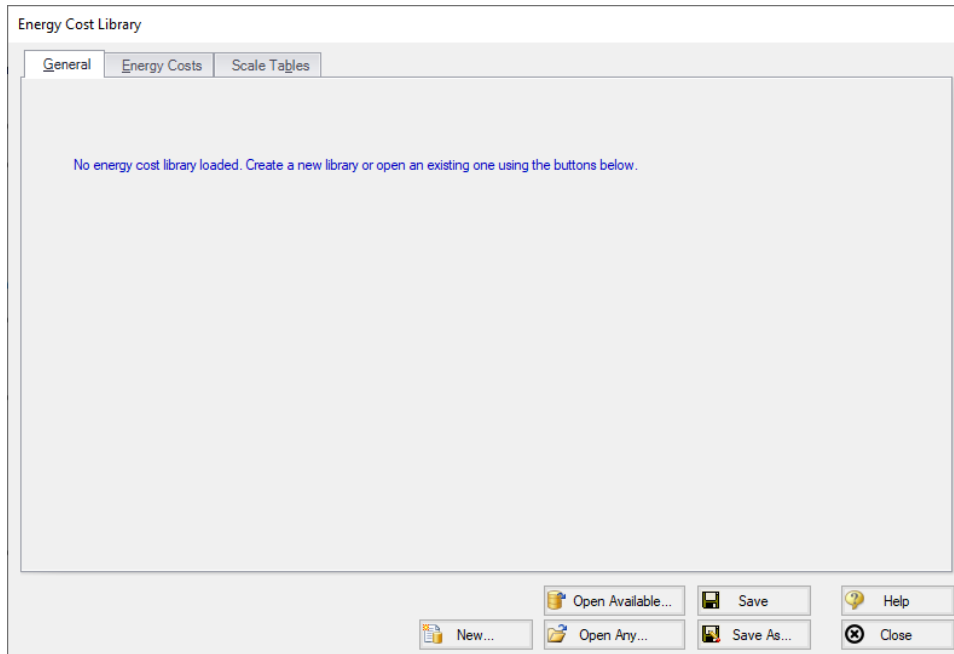 Energy Cost Library
General Energy Costs Scale Tables
No energy cost library loaded. Create a new library or open an existing one using the buttons below.
Open Available... Save Help
New... Open Any... Save As... Close